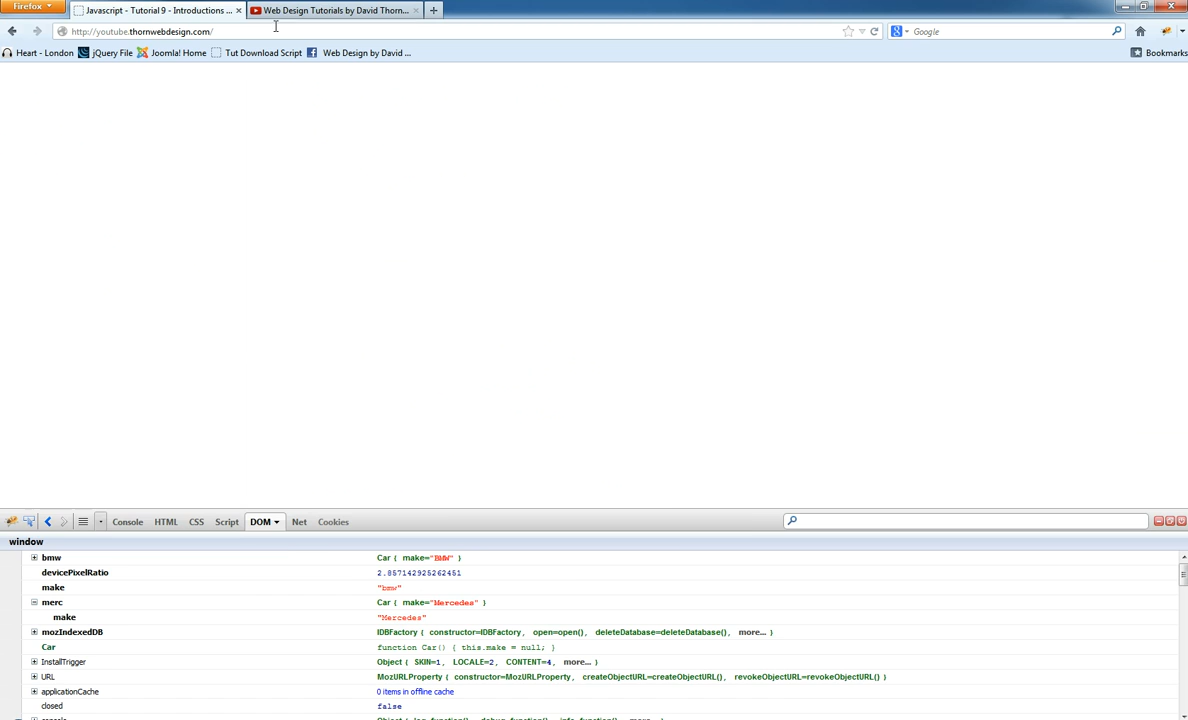 Firefox
Javascript - Tutorial 9 - Introductions ...
Web Design Tutorials by David Thorn...
http://youtube.thornwebdesign.com/
Google
Heart - London
jQuery File
Joomla! Home
Tut Download Script
Web Design by David ...
Bookmarks
Console HTML CSS Script DOM Net Cookies
window
bmw Car { make="BMW" }
devicePixelRatio 2.857142925262451
make "bmw"
merc Car { make="Mercedes" }
make "Mercedes"
mozIndexedDB IDBFactory { constructor=IDBFactory, open=open(), deleteDatabase=deleteDatabase(), more... }
Car function Car() { this.make = null; }
InstallTrigger Object { SKIN=1, LOCALE=2, CONTENT=4, more... }
URL MozURLProperty { constructor=MozURLProperty, createObjectURL=createObjectURL(), revokeObjectURL=revokeObjectURL() }
applicationCache 0 items in offline cache
closed false